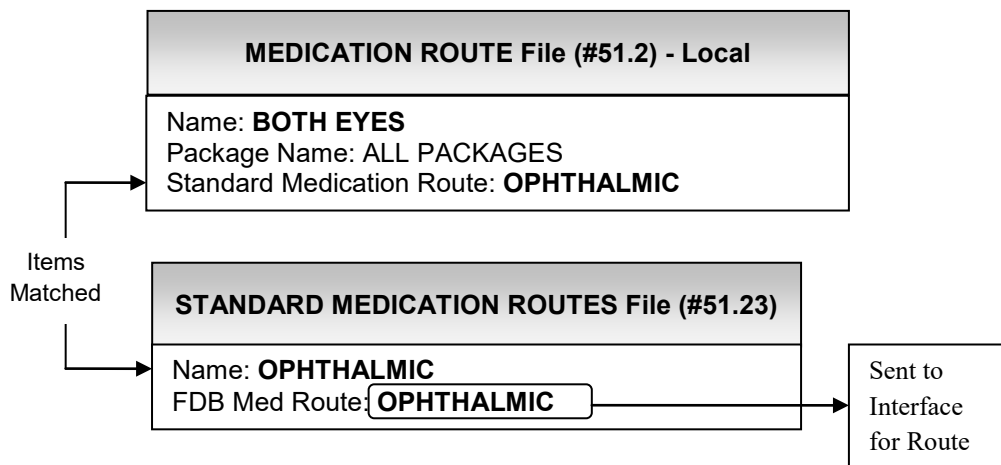 MEDICATION ROUTE File (#51.2) - Local
Name: BOTH EYES
Package Name: ALL PACKAGES
Standard Medication Route: OPHTHALMIC
Items
Matched
STANDARD MEDICATION ROUTES File (#51.23)
Name: OPHTHALMIC
FDB Med Route: OPHTHALMIC
Sent to
Interface
for Route